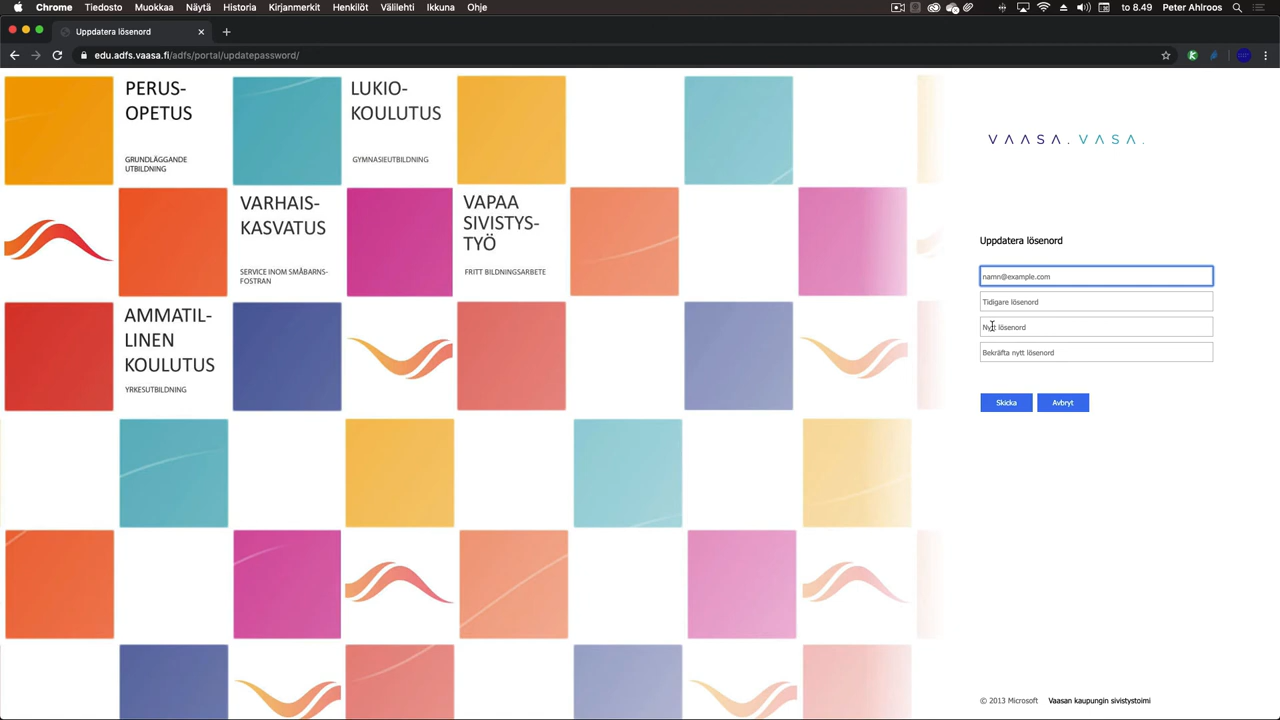 Chrome Tiedosto Muokkaa Näytä Historia Kirjanmerkit Henkilöt Välilehti Ikkuna Ohje to 8.49 Peter Ahlroos
Uppdatera lösenord
edu.adfs.vaasa.fi/adfs/portal/updatepassword/
PERUS-
OPETUS
GRUNDLÄGGANDE
UTBILDNING
LUKIO-
KOULUTUS
GYMNASIEUTBILDNING
VARHAIS-
KASVATUS
SERVICE INOM SMÅBARNS-
FOSTRAN
VAPAA
SIVISTYS-
TYÖ
FRITT BILDNINGSARBETE
AMMATIL-
LINEN
KOULUTUS
YRKESUTBILDNING
VAASA. VASA.
Uppdatera lösenord
namn@example.com
Tidigare lösenord
Nytt lösenord
Bekräfta nytt lösenord
Skicka Avbryt
© 2013 Microsoft Vaasan kaupungin sivistystoimi